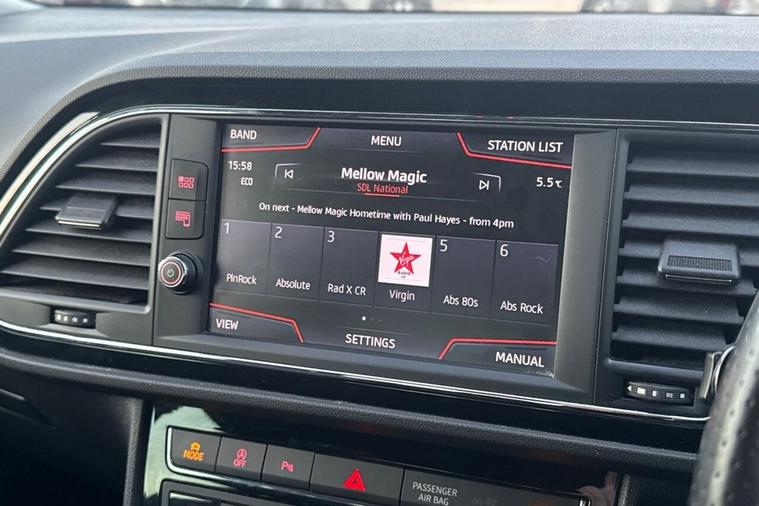 BAND
MENU
STATION LIST
15:58
ECO
Mellow Magic
SDL National
5.5°C
On next - Mellow Magic Hometime with Paul Hayes - from 4pm
1
2
3
5
6
PlnRock
Absolute
Rad X CR
Virgin
Abs 80s
Abs Rock
VIEW
SETTINGS
MANUAL
MODE
OFF
PASSENGER
AIR BAG